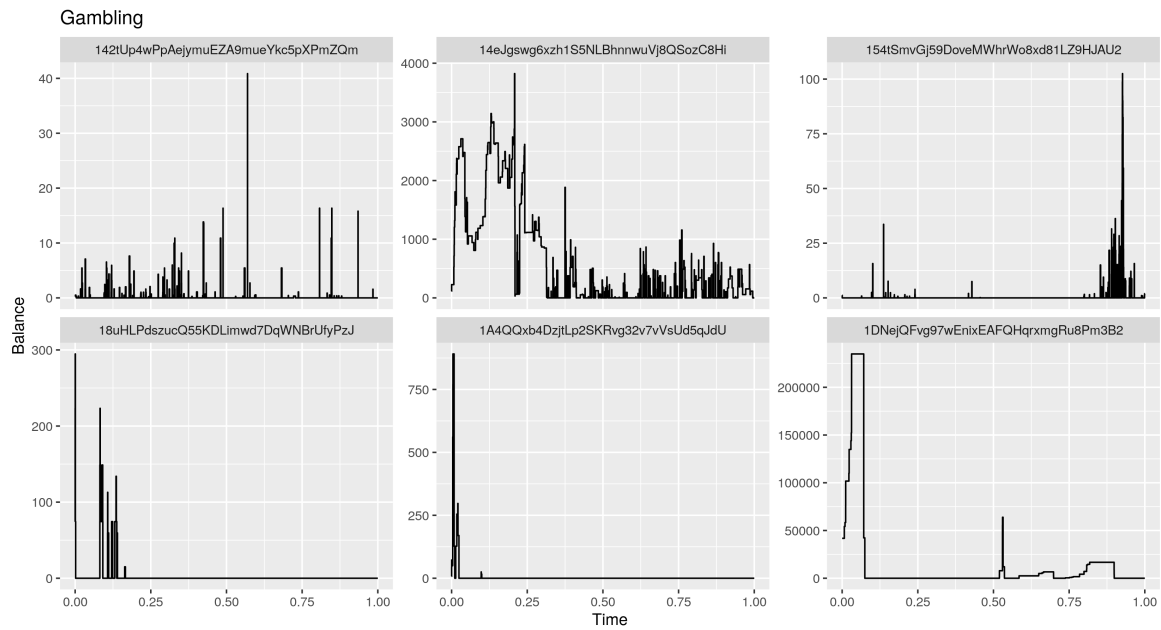 Gambling
142tUp4wPpAejymuEZA9mueYkc5pXPmZQm
14eJgswg6xzh1S5NLBhnnwuVj8QSozC8Hi
154tSmvGj59DoveMWhrWo8xd81LZ9HJAU2
40
30
20
10
0
4000
3000
2000
1000
0
100
75
50
25
0
Balance
18uHLPdszucQ55KDLimwd7DqWNBrUfyPzJ
1A4QQxb4DzjtLp2SKRvg32v7vVsUd5qJdU
1DNejQFvg97wEnixEAFQHqrxmgRu8Pm3B2
300
200
100
0
750
500
250
0
200000
150000
100000
50000
0
0.00 0.25 0.50 0.75 1.00
0.00 0.25 0.50 0.75 1.00
0.00 0.25 0.50 0.75 1.00
Time